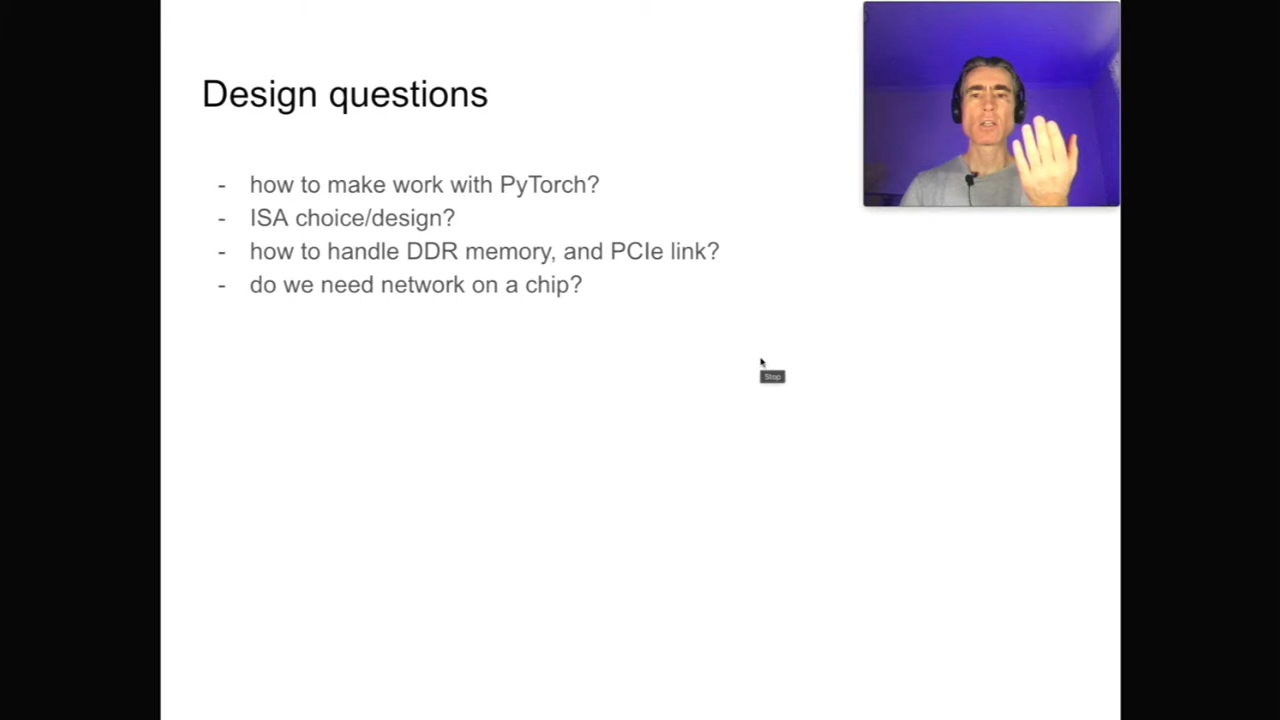 Design questions
- how to make work with PyTorch?
- ISA choice/design?
- how to handle DDR memory, and PCIe link?
- do we need network on a chip?
Stop